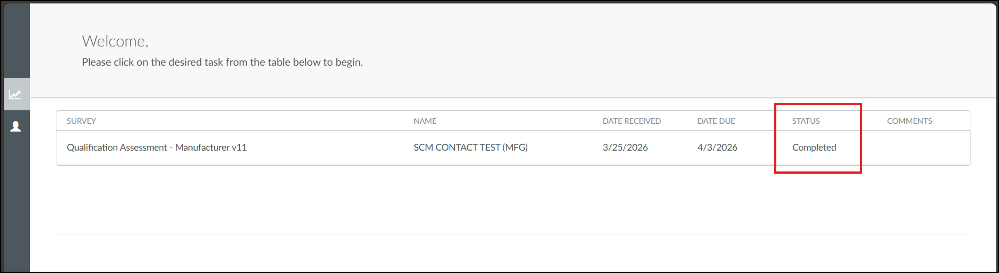 Welcome,
Please click on the desired task from the table below to begin.
SURVEY NAME DATE RECEIVED DATE DUE STATUS COMMENTS
Qualification Assessment - Manufacturer v11 SCM CONTACT TEST (MFG) 3/25/2026 4/3/2026 Completed